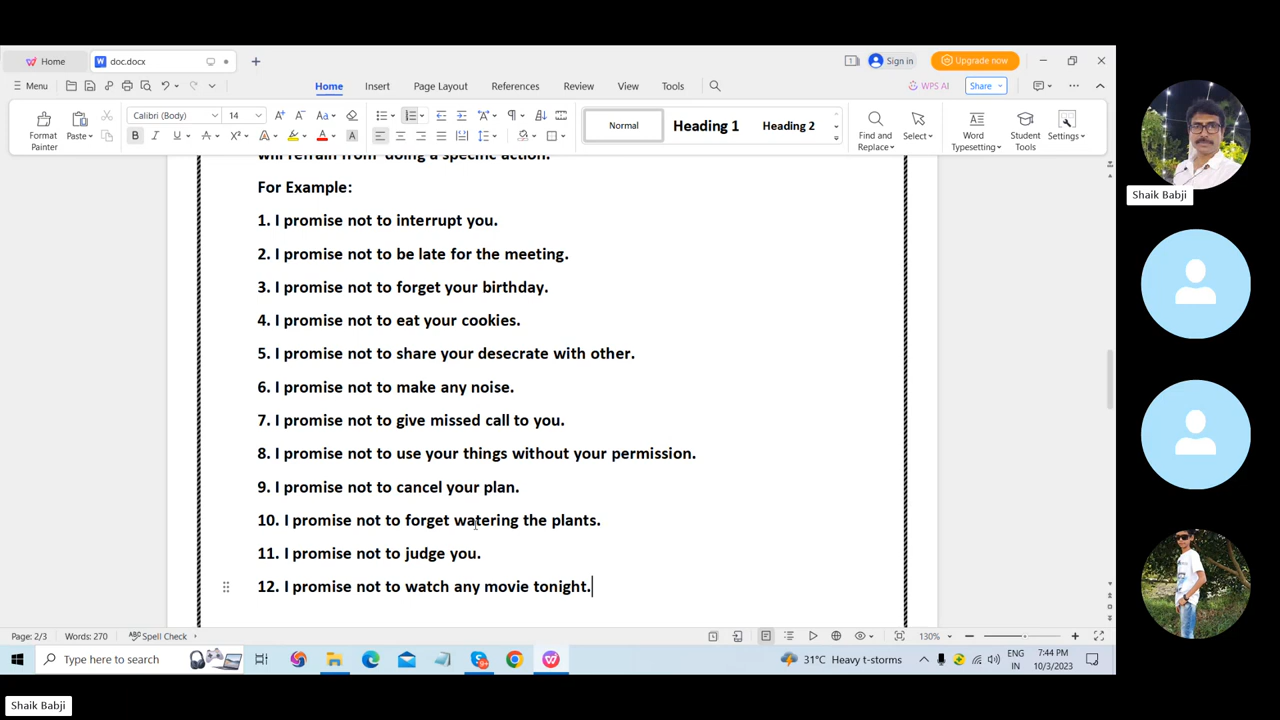 Home
doc.docx
+
1
Sign in
Upgrade now
Menu
Home
Insert
Page Layout
References
Review
View
Tools
WPS AI
Share
Format
Painter
Paste
Calibri (Body)
14
Normal
Heading 1
Heading 2
Find and
Replace
Select
Word
Typesetting
Student
Tools
Settings
will refrain from doing a specific action.
For Example:
1. I promise not to interrupt you.
2. I promise not to be late for the meeting.
3. I promise not to forget your birthday.
4. I promise not to eat your cookies.
5. I promise not to share your desecrate with other.
6. I promise not to make any noise.
7. I promise not to give missed call to you.
8. I promise not to use your things without your permission.
9. I promise not to cancel your plan.
10. I promise not to forget watering the plants.
11. I promise not to judge you.
12. I promise not to watch any movie tonight.
Page: 2/3
Words: 270
Spell Check
130%
Type here to search
31°C Heavy t-storms
ENG
IN
7:44 PM
10/3/2023
Shaik Babji
Shaik Babji